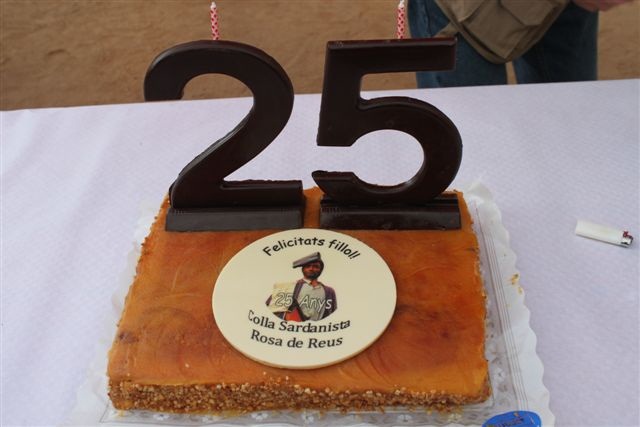 25
Felicitats fillol!
25 Anys
Colla Sardanista
Rosa de Reus